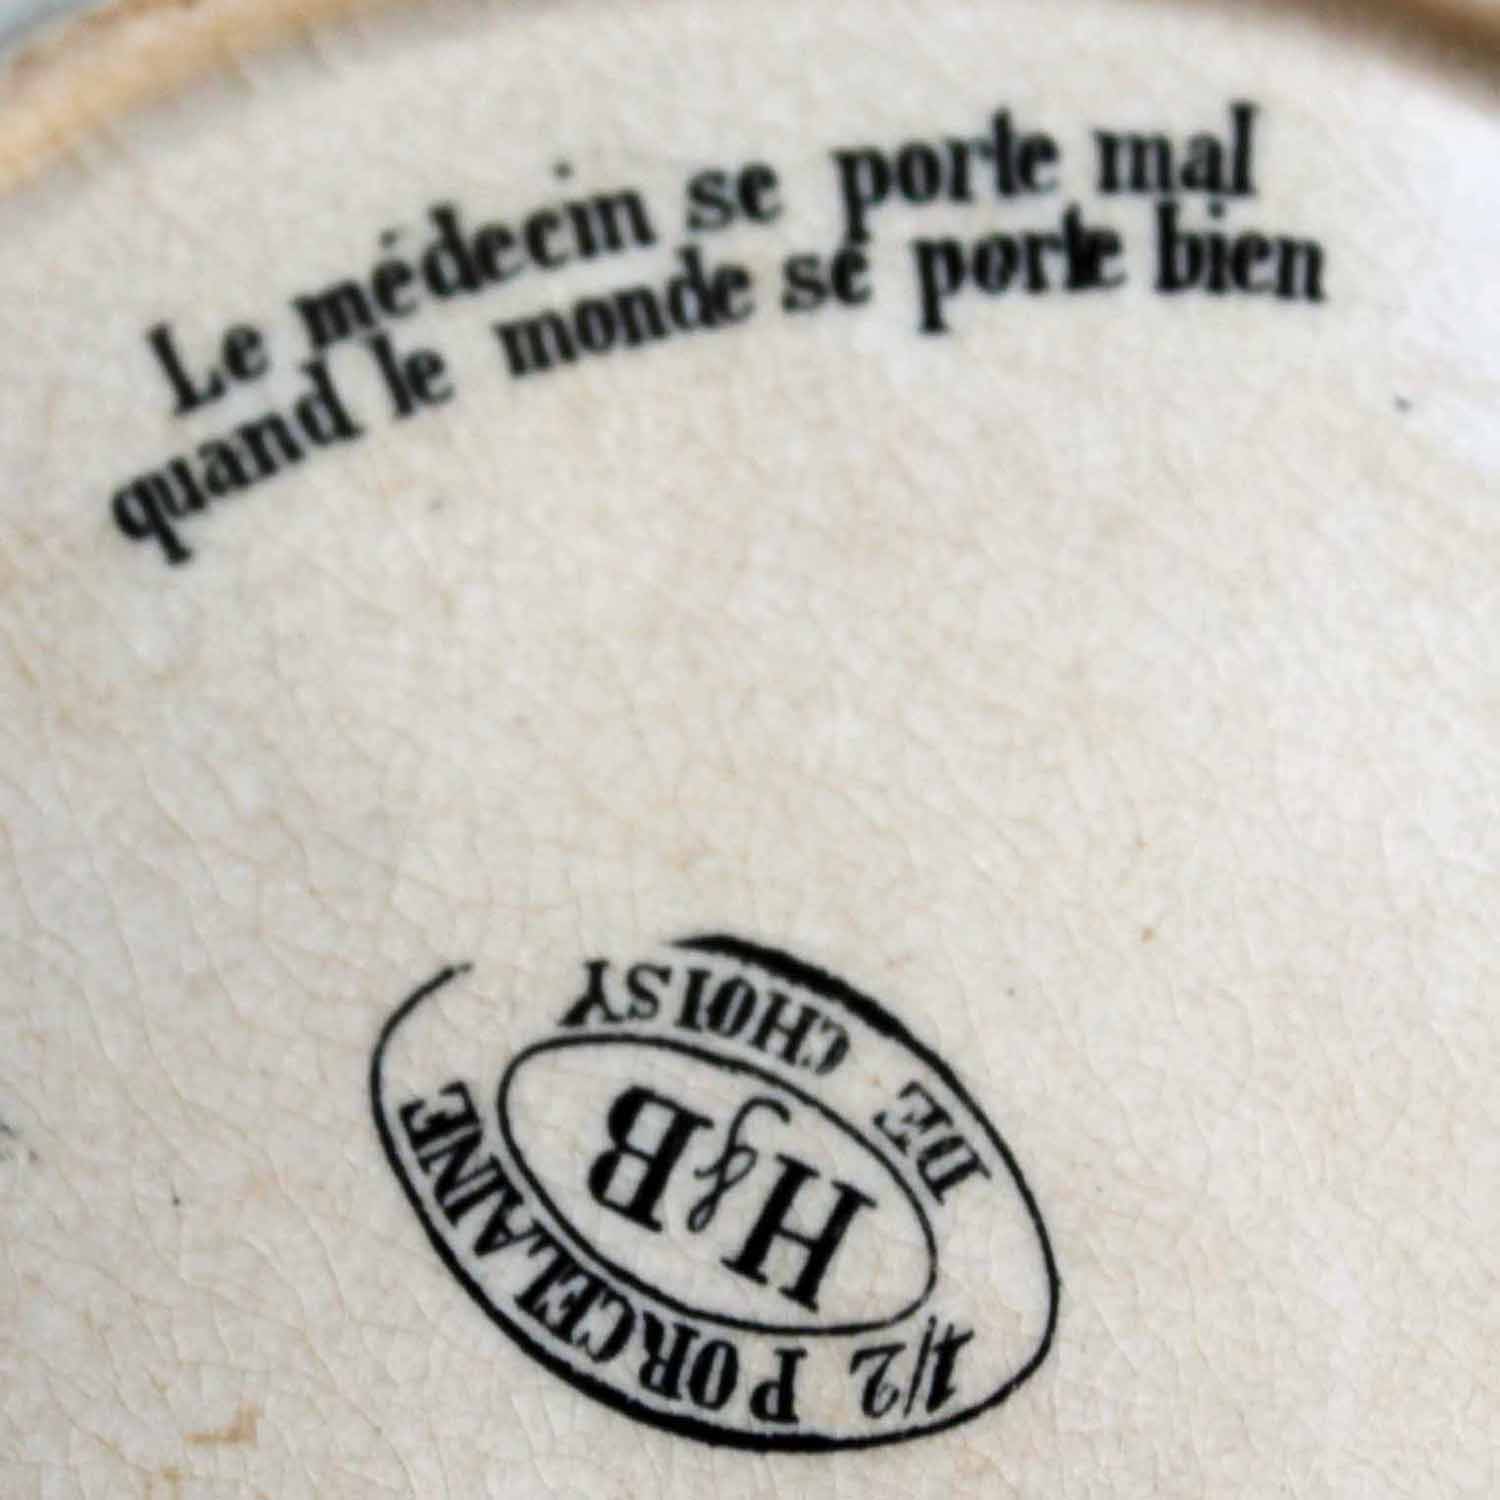 Le médecin se porte mal
quand le monde se porte bien
1/2 PORCELAINE
DE CHOISY
H&B